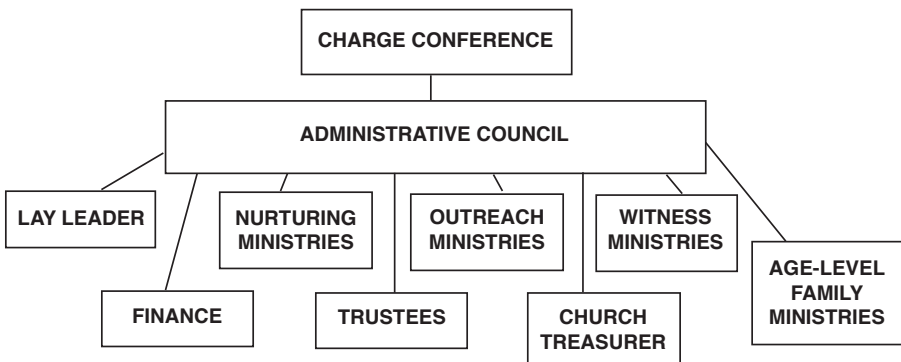 CHARGE CONFERENCE
ADMINISTRATIVE COUNCIL
LAY LEADER
NURTURING
MINISTRIES
OUTREACH
MINISTRIES
WITNESS
MINISTRIES
AGE-LEVEL
FAMILY
MINISTRIES
FINANCE
TRUSTEES
CHURCH
TREASURER